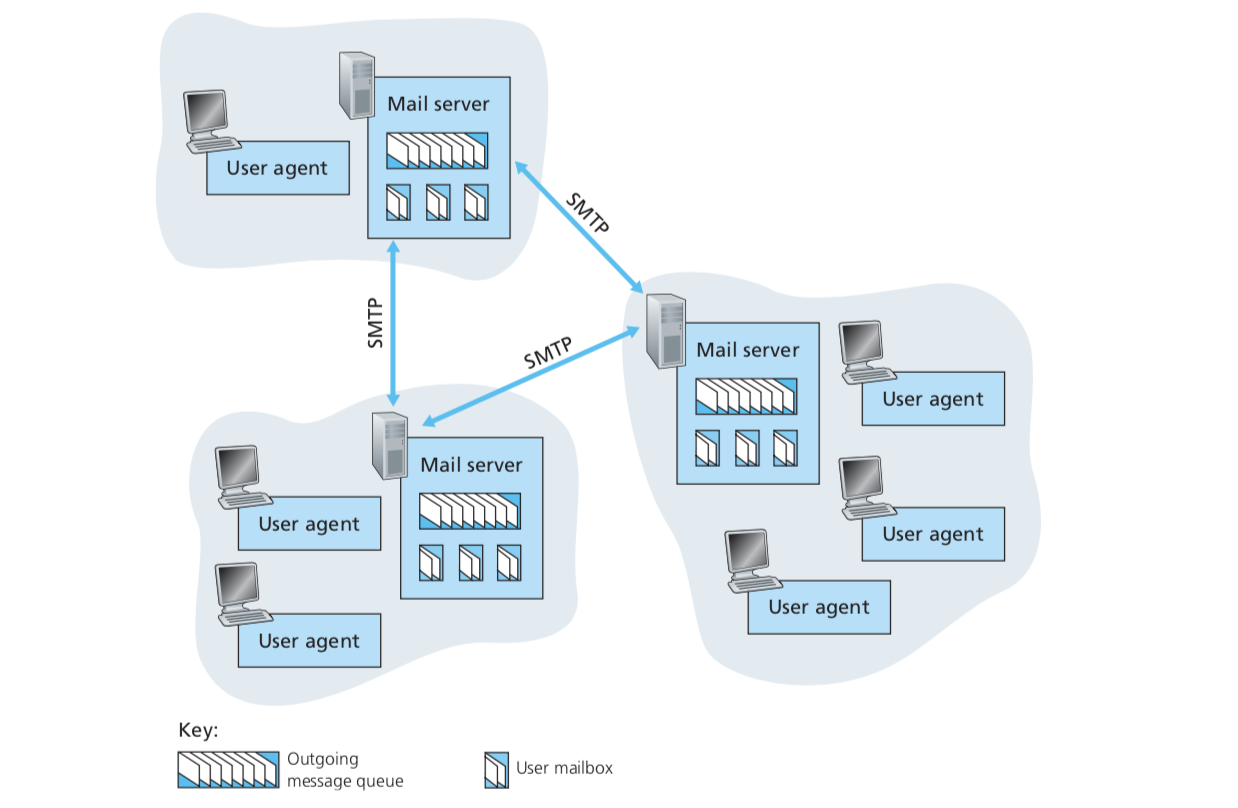 Mail server
User agent
SMTP
SMTP
SMTP
Mail server
User agent
User agent
User agent
Mail server
User agent
User agent
Key:
Outgoing
message queue
User mailbox